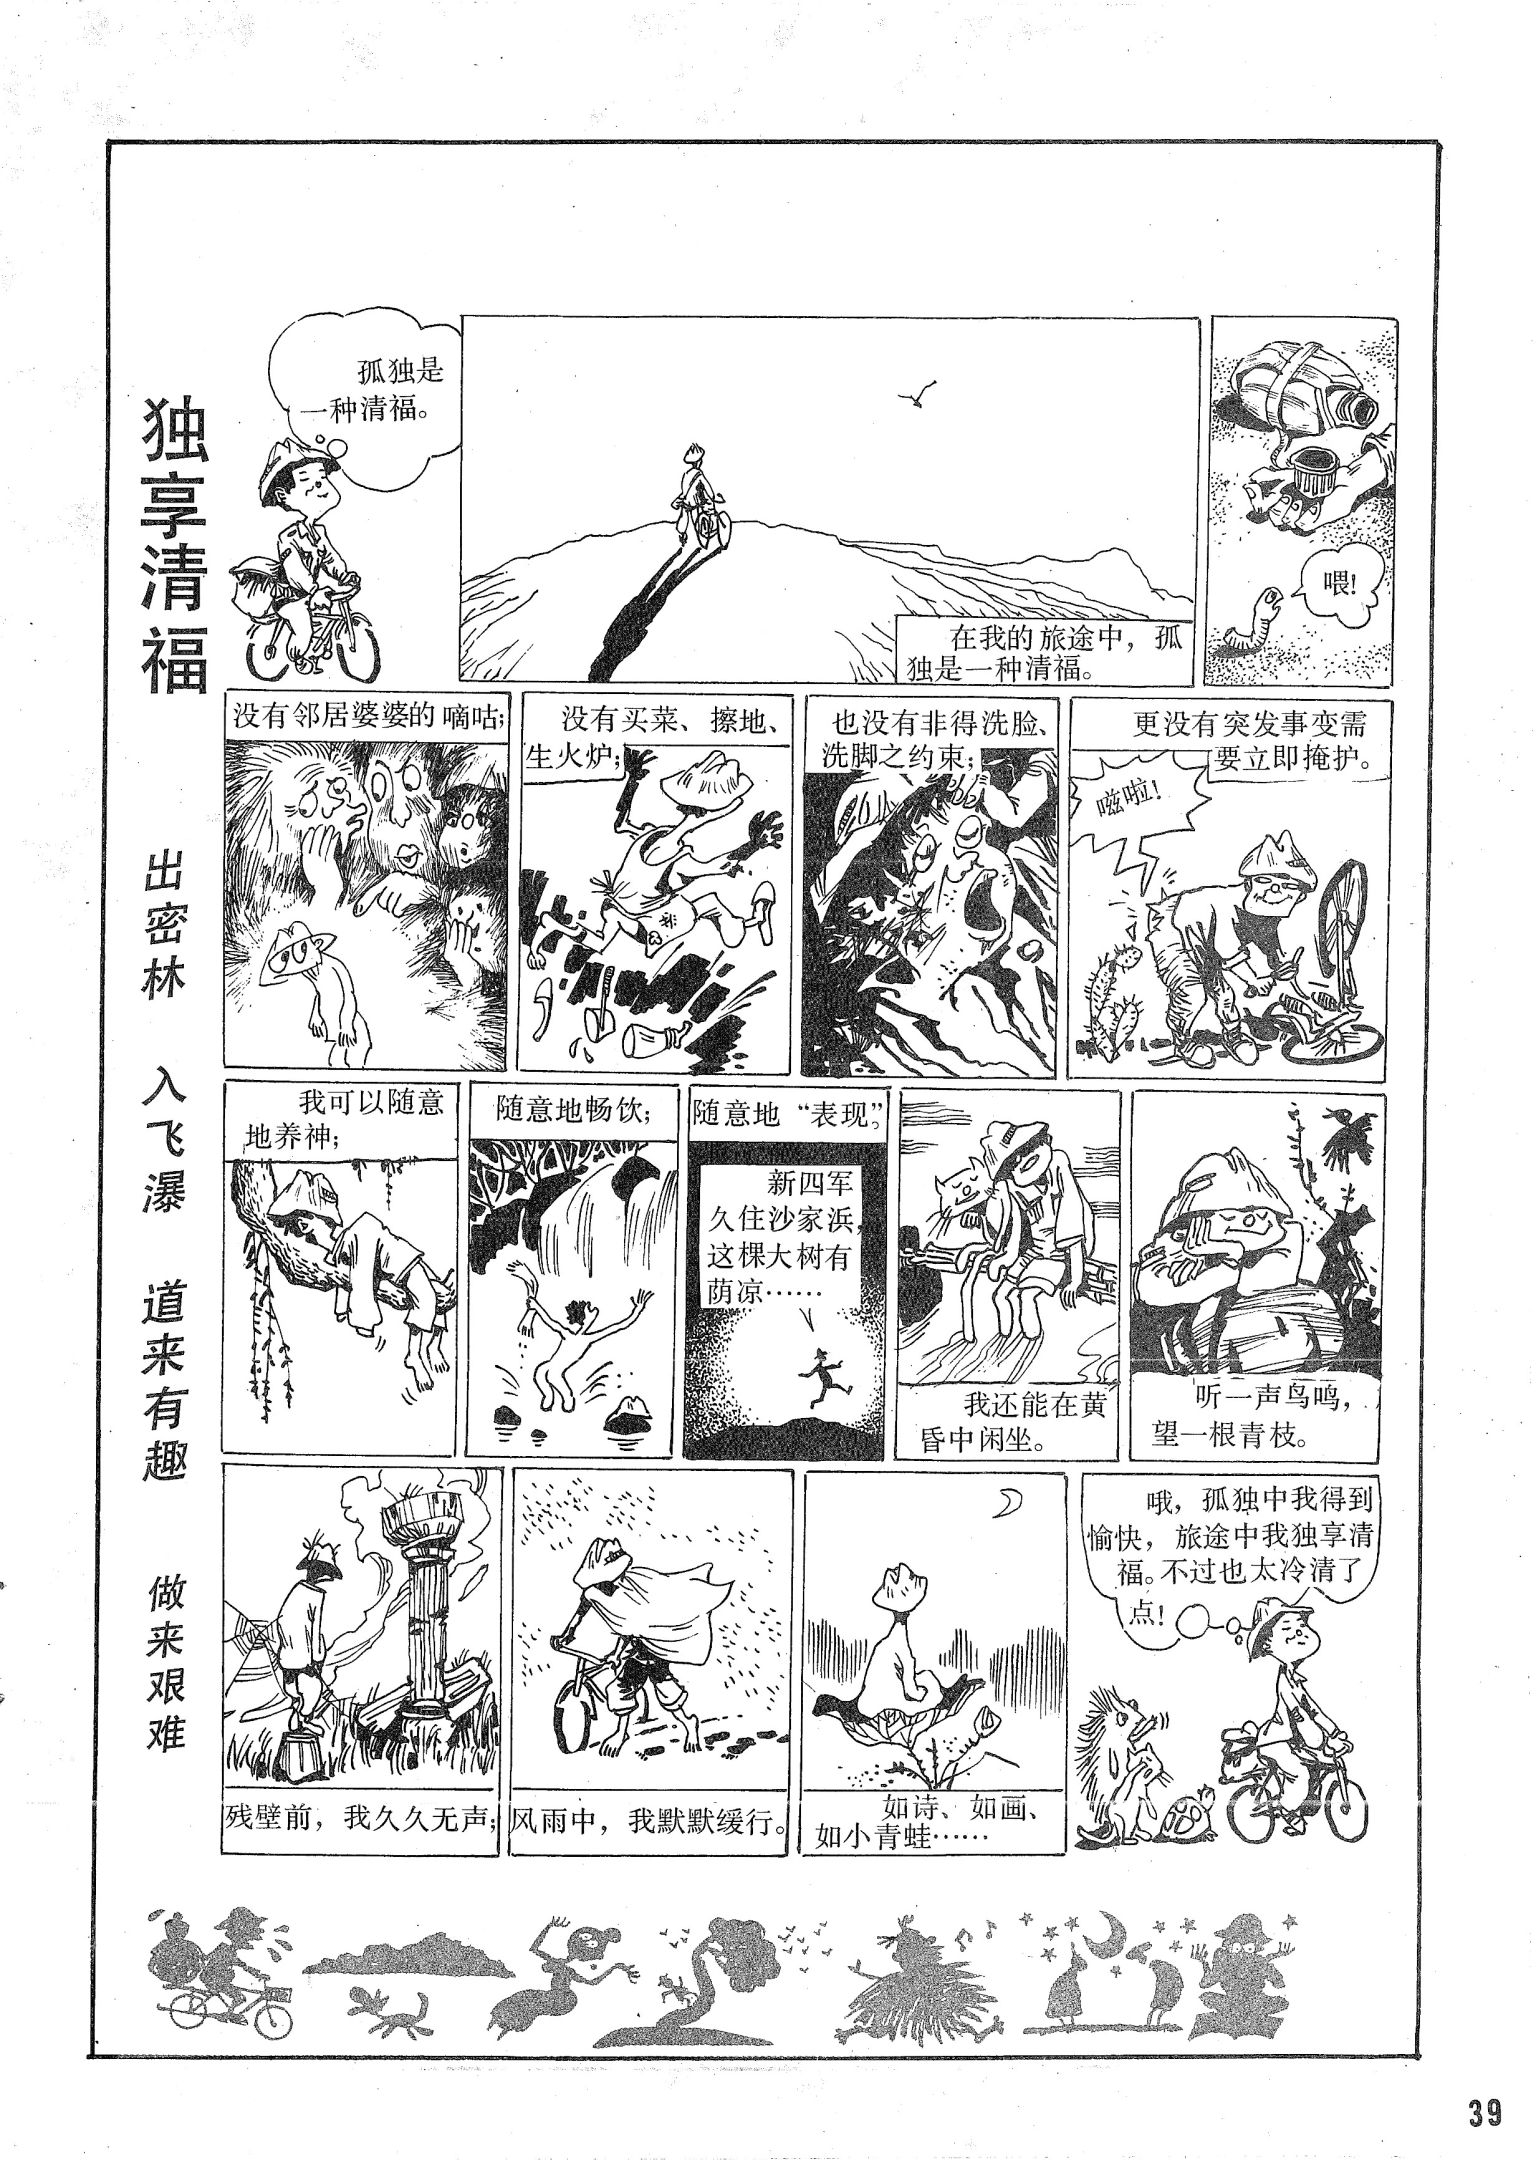 独享清福
出密林 入飞瀑 道来有趣 做来艰难
孤独是
一种清福。
在我的旅途中，孤
独是一种清福。
喂！
没有邻居婆婆的嘀咕；
没有买菜、擦地、
生火炉；
也没有非得洗脸、
洗脚之约束；
更没有突发事变需
要立即掩护。
嗞啦！
我可以随意
地养神；
随意地畅饮；
随意地“表现”。
新四军
久住沙家浜，
这棵大树有
荫凉……
我还能在黄
昏中闲坐。
听一声鸟鸣，
望一根青枝。
残壁前，我久久无声；
风雨中，我默默缓行。
如诗、如画、
如小青蛙……
哦，孤独中我得到
愉快，旅途中我独享清
福。不过也太冷清了
点！
39